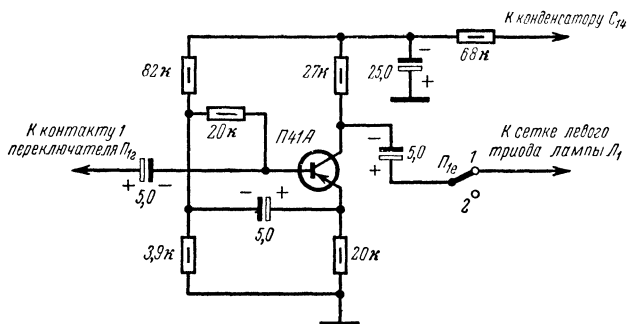 К конденсатору С14
68к
82к
27к
25,0
20к
П41А
К контакту 1
переключателя П1г
5,0
5,0
К сетке левого
триода лампы Л1
П1е
1
2
5,0
3,9к
20к